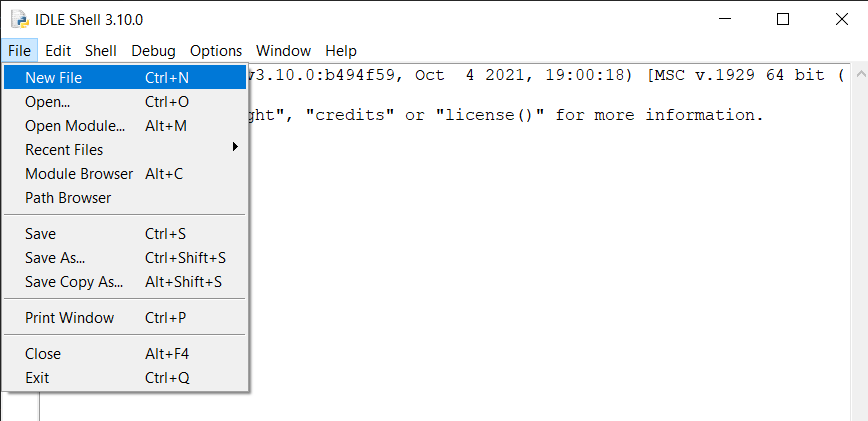 IDLE Shell 3.10.0
File Edit Shell Debug Options Window Help
v3.10.0:b494f59, Oct  4 2021, 19:00:18) [MSC v.1929 64 bit (
ght", "credits" or "license()" for more information.
New File Ctrl+N
Open... Ctrl+O
Open Module... Alt+M
Recent Files
Module Browser Alt+C
Path Browser
Save Ctrl+S
Save As... Ctrl+Shift+S
Save Copy As... Alt+Shift+S
Print Window Ctrl+P
Close Alt+F4
Exit Ctrl+Q